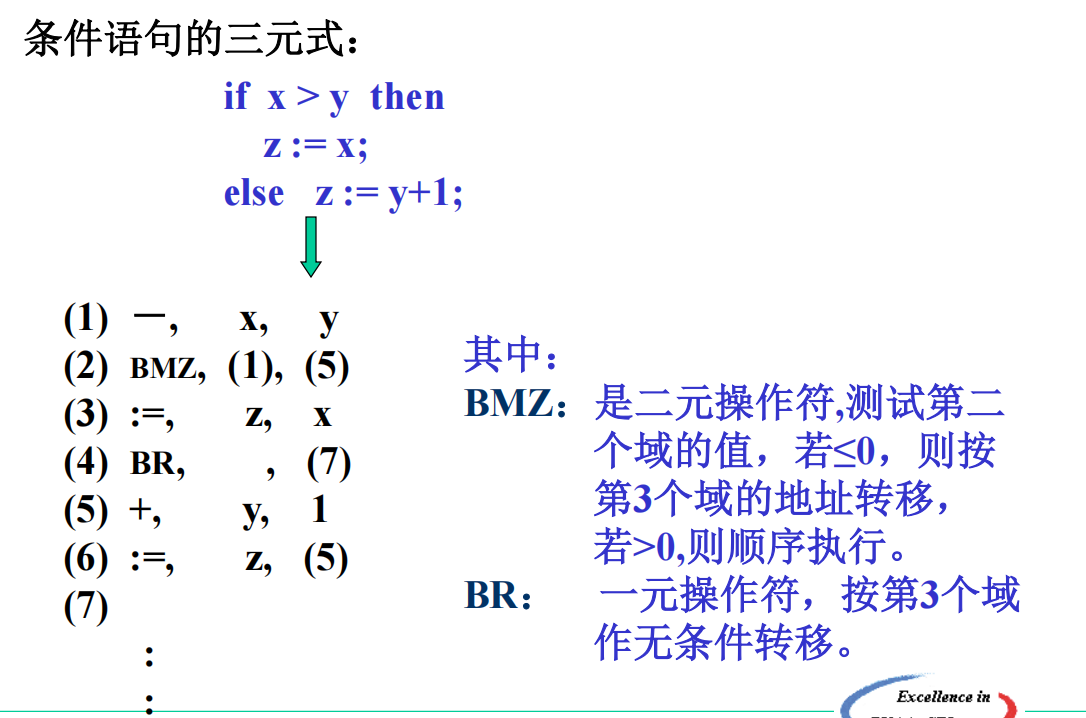 条件语句的三元式：
if x > y then
z := x;
else z := y+1;
(1) －, x, y
(2) BMZ, (1), (5)
(3) :=, z, x
(4) BR, , (7)
(5) +, y, 1
(6) :=, z, (5)
(7)
:
:
其中：
BMZ： 是二元操作符,测试第二
个域的值，若≤0，则按
第3个域的地址转移，
若>0,则顺序执行。
BR： 一元操作符，按第3个域
作无条件转移。
Excellence in